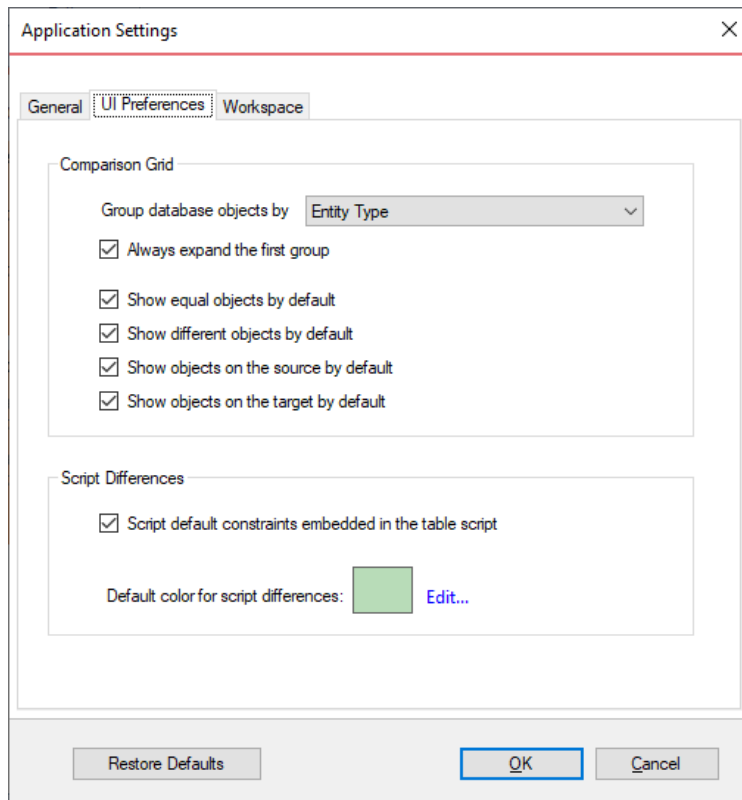 Application Settings
General UI Preferences Workspace
Comparison Grid
Group database objects by Entity Type
Always expand the first group
Show equal objects by default
Show different objects by default
Show objects on the source by default
Show objects on the target by default
Script Differences
Script default constraints embedded in the table script
Default color for script differences: Edit...
Restore Defaults OK Cancel